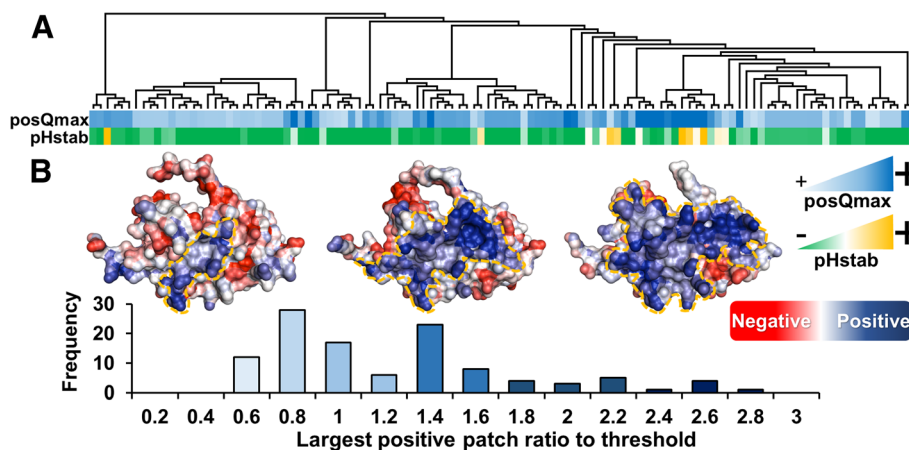 A
posQmax
pHstab
B
+
posQmax
-
pHstab
Negative Positive
Frequency
30
20
10
0
0.2 0.4 0.6 0.8 1 1.2 1.4 1.6 1.8 2 2.2 2.4 2.6 2.8 3
Largest positive patch ratio to threshold